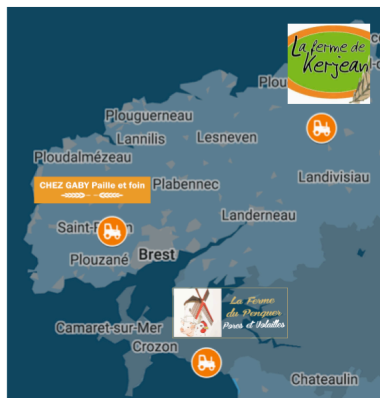 La ferme de
Kerjean
Plou
Plouguerneau
Lannilis
Lesneven
Ploudalmézeau
CHEZ GABY Paille et foin
Plabennec
Landivisiau
Landerneau
Saint-
Plouzané
Brest
La Ferme
du Penquer
Porcs et Volailles
Camaret-sur-Mer
Crozon
Chateaulin